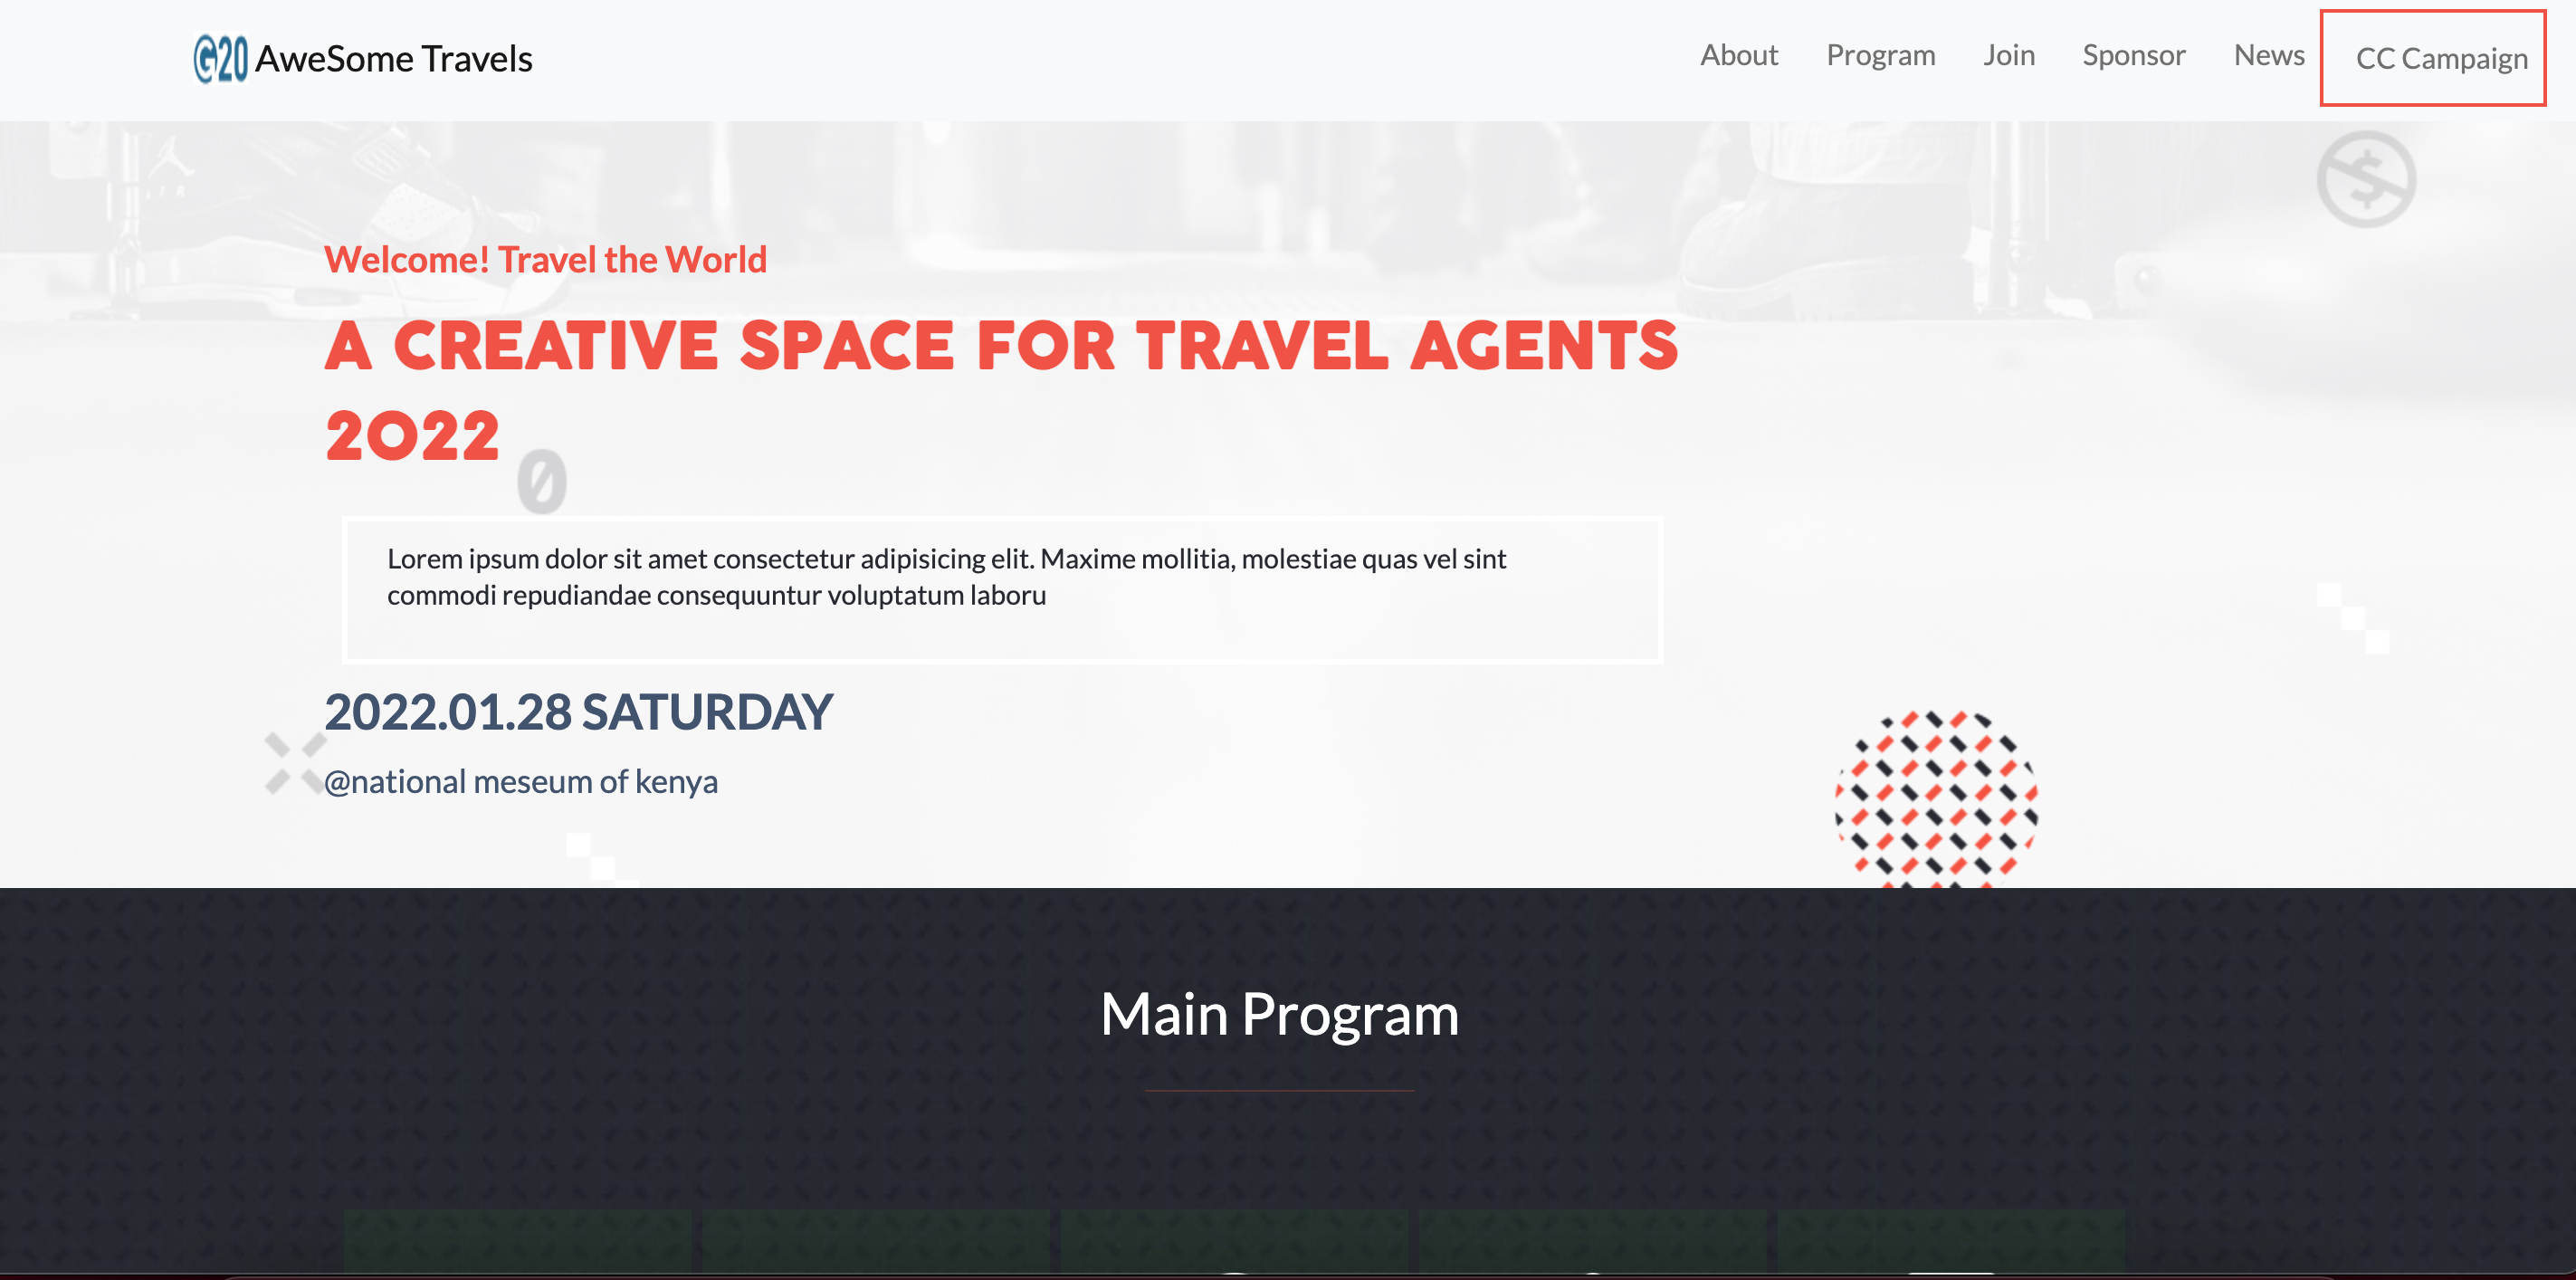 G20 AweSome Travels
About Program Join Sponsor News CC Campaign
Welcome! Travel the World
A CREATIVE SPACE FOR TRAVEL AGENTS
2022
0
Lorem ipsum dolor sit amet consectetur adipisicing elit. Maxime mollitia, molestiae quas vel sint
commodi repudiandae consequuntur voluptatum laboru
2022.01.28 SATURDAY
@national meseum of kenya
Main Program